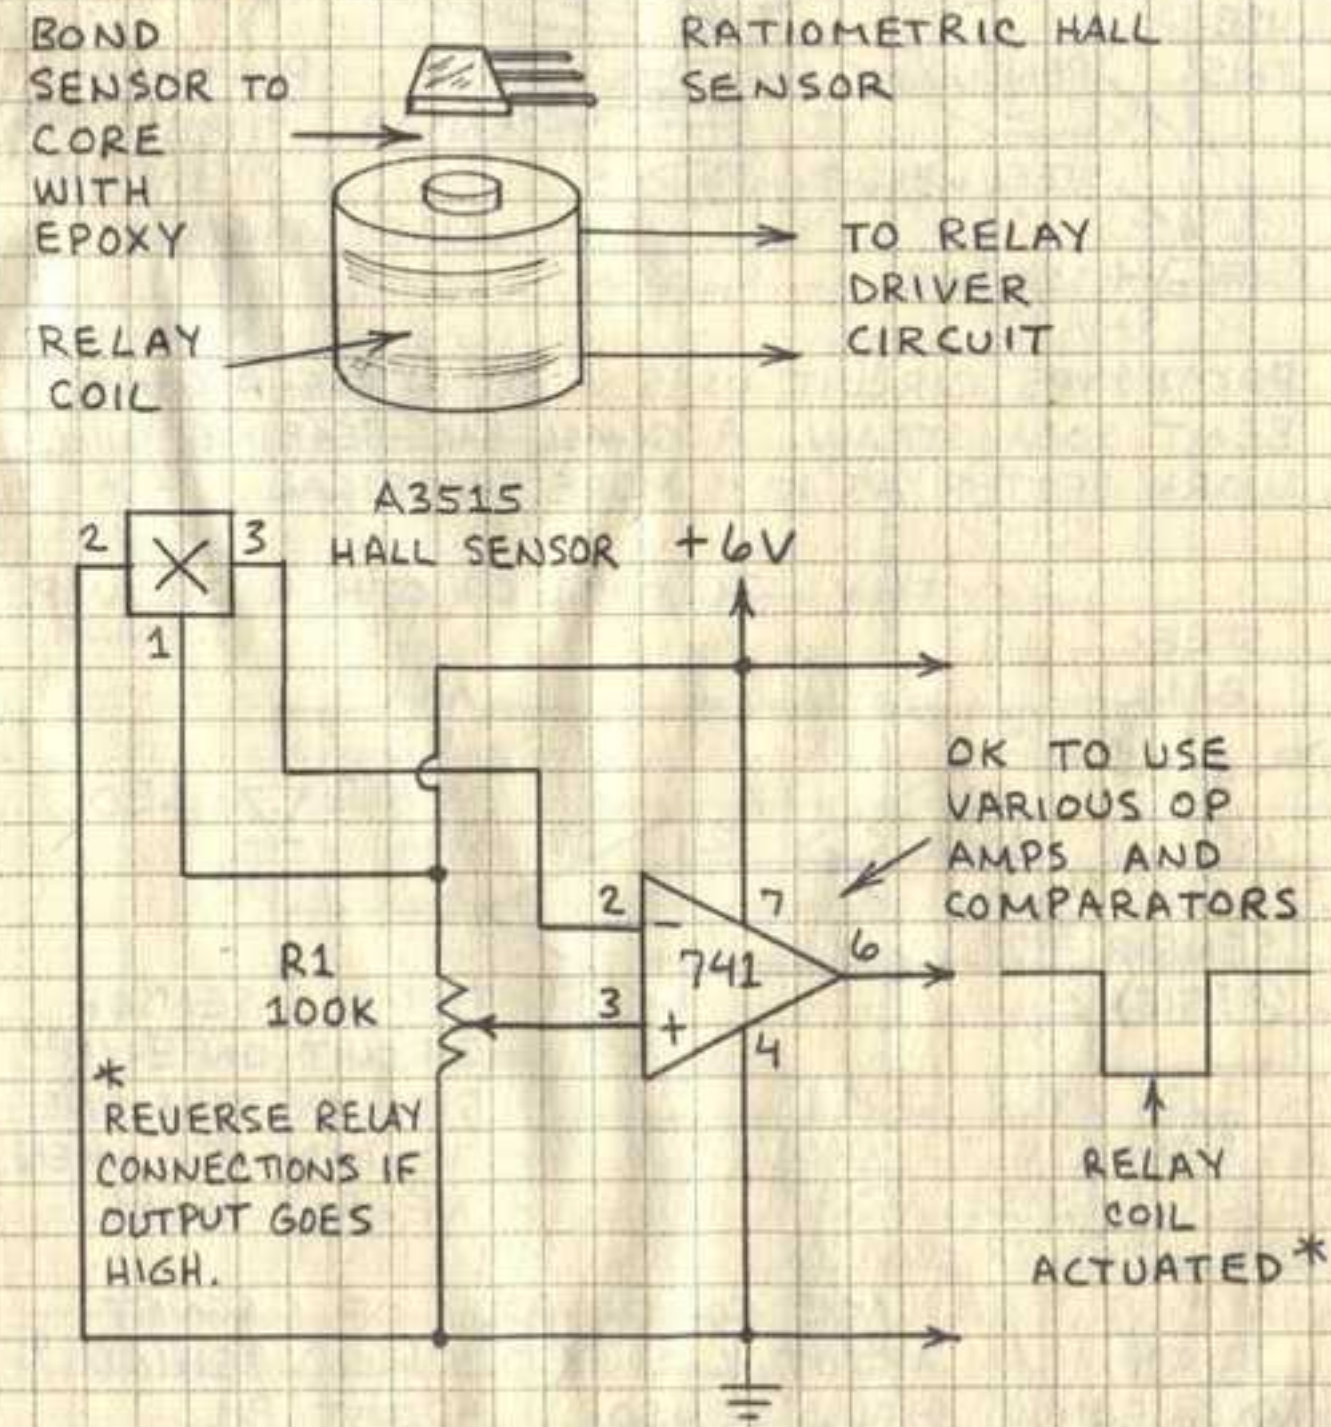 BOND
SENSOR TO
CORE
WITH
EPOXY
RATIOMETRIC HALL
SENSOR
TO RELAY
DRIVER
CIRCUIT
RELAY
COIL
A3515
HALL SENSOR
+6V
2
3
1
OK TO USE
VARIOUS OP
AMPS AND
COMPARATORS
2
-
7
741
6
3
+
4
R1
100K
*
REVERSE RELAY
CONNECTIONS IF
OUTPUT GOES
HIGH.
RELAY
COIL
ACTUATED*